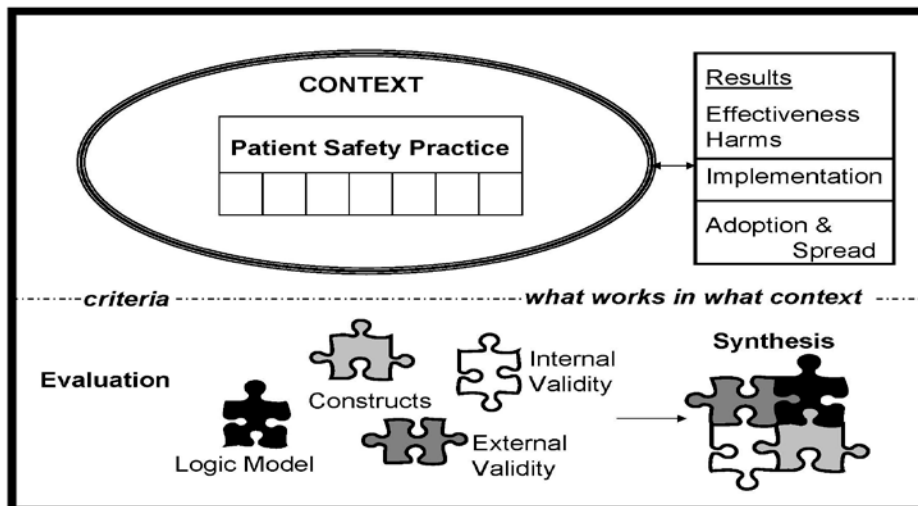 CONTEXT
Patient Safety Practice
Results
Effectiveness
Harms
Implementation
Adoption &
Spread
criteria
what works in what context
Evaluation
Logic Model
Constructs
Internal
Validity
External
Validity
Synthesis